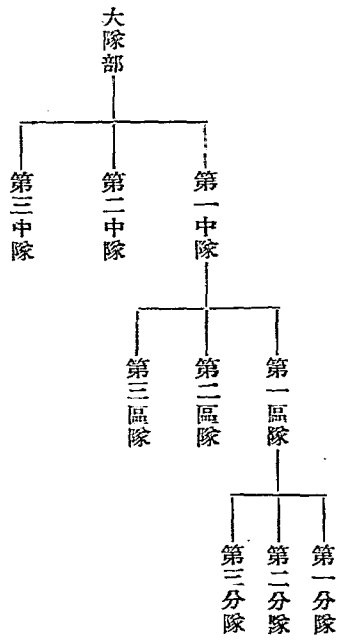 大隊部
第一中隊
第二中隊
第三中隊
第一區隊
第二區隊
第三區隊
第一分隊
第二分隊
第三分隊